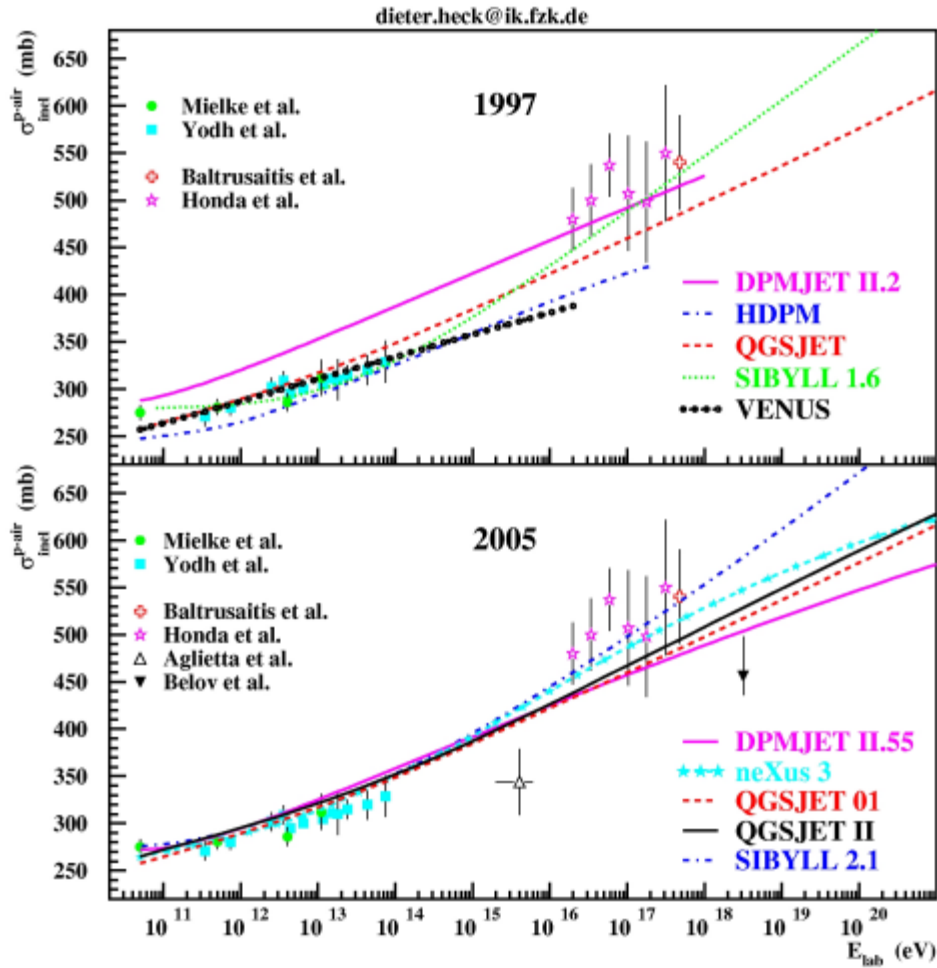 dieter.heck@ik.fzk.de
σ inel p-air (mb)
650
600
550
500
450
400
350
300
250
1997
Mielke et al.
Yodh et al.
Baltrusaitis et al.
Honda et al.
DPMJET II.2
HDPM
QGSJET
SIBYLL 1.6
VENUS
σ inel p-air (mb)
650
600
550
500
450
400
350
300
250
2005
Mielke et al.
Yodh et al.
Baltrusaitis et al.
Honda et al.
Aglietta et al.
Belov et al.
DPMJET II.55
neXus 3
QGSJET 01
QGSJET II
SIBYLL 2.1
10^11 10^12 10^13 10^14 10^15 10^16 10^17 10^18 10^19 10^20
E lab (eV)